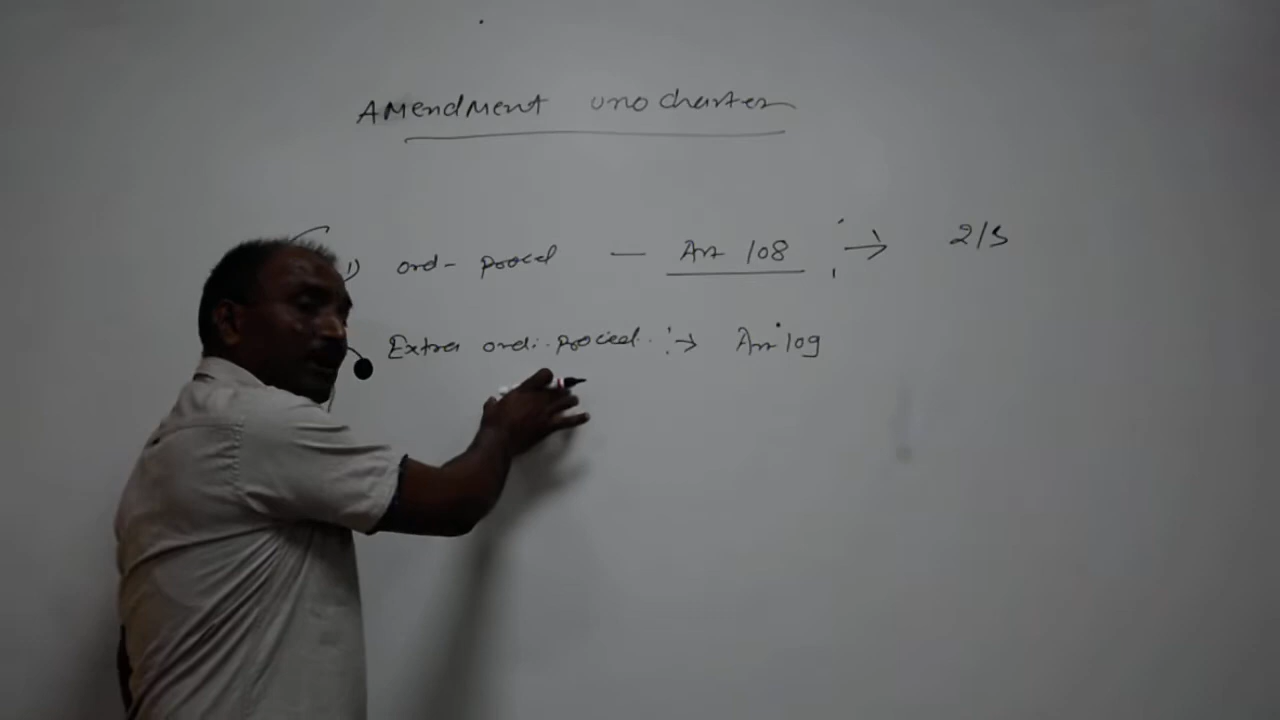 Amendment UNO Charter
1) ord- proced — Art 108 : → 2/3
Extra ordi. proced. : → Art 109